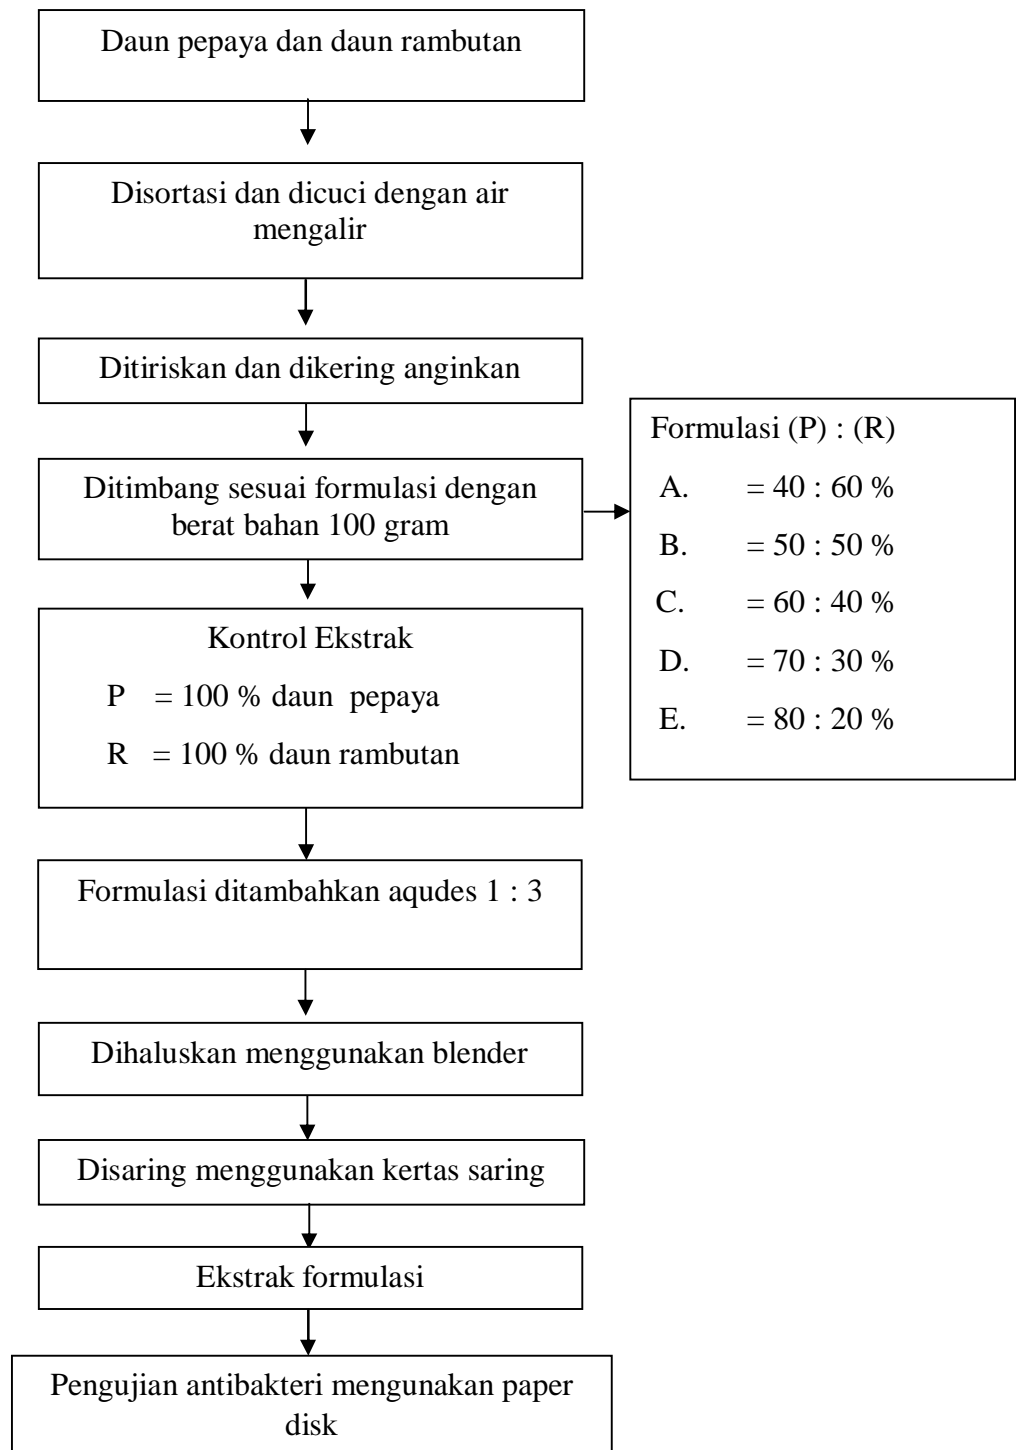 Daun pepaya dan daun rambutan
Disortasi dan dicuci dengan air
mengalir
Ditiriskan dan dikering anginkan
Ditimbang sesuai formulasi dengan
berat bahan 100 gram
Formulasi (P) : (R)
A. = 40 : 60 %
B. = 50 : 50 %
C. = 60 : 40 %
D. = 70 : 30 %
E. = 80 : 20 %
Kontrol Ekstrak
P = 100 % daun pepaya
R = 100 % daun rambutan
Formulasi ditambahkan aqudes 1 : 3
Dihaluskan menggunakan blender
Disaring menggunakan kertas saring
Ekstrak formulasi
Pengujian antibakteri mengunakan paper
disk